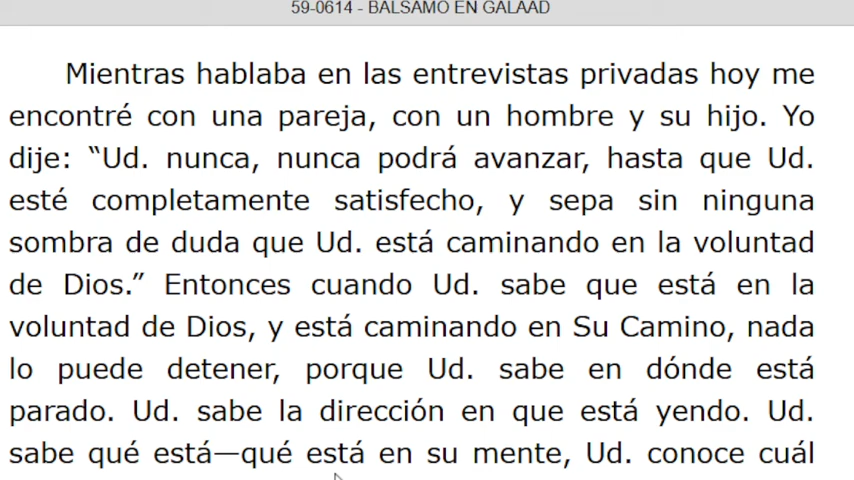 59-0614 - BALSAMO EN GALAAD
Mientras hablaba en las entrevistas privadas hoy me
encontré con una pareja, con un hombre y su hijo. Yo
dije: “Ud. nunca, nunca podrá avanzar, hasta que Ud.
esté completamente satisfecho, y sepa sin ninguna
sombra de duda que Ud. está caminando en la voluntad
de Dios.” Entonces cuando Ud. sabe que está en la
voluntad de Dios, y está caminando en Su Camino, nada
lo puede detener, porque Ud. sabe en dónde está
parado. Ud. sabe la dirección en que está yendo. Ud.
sabe qué está—qué está en su mente, Ud. conoce cuál